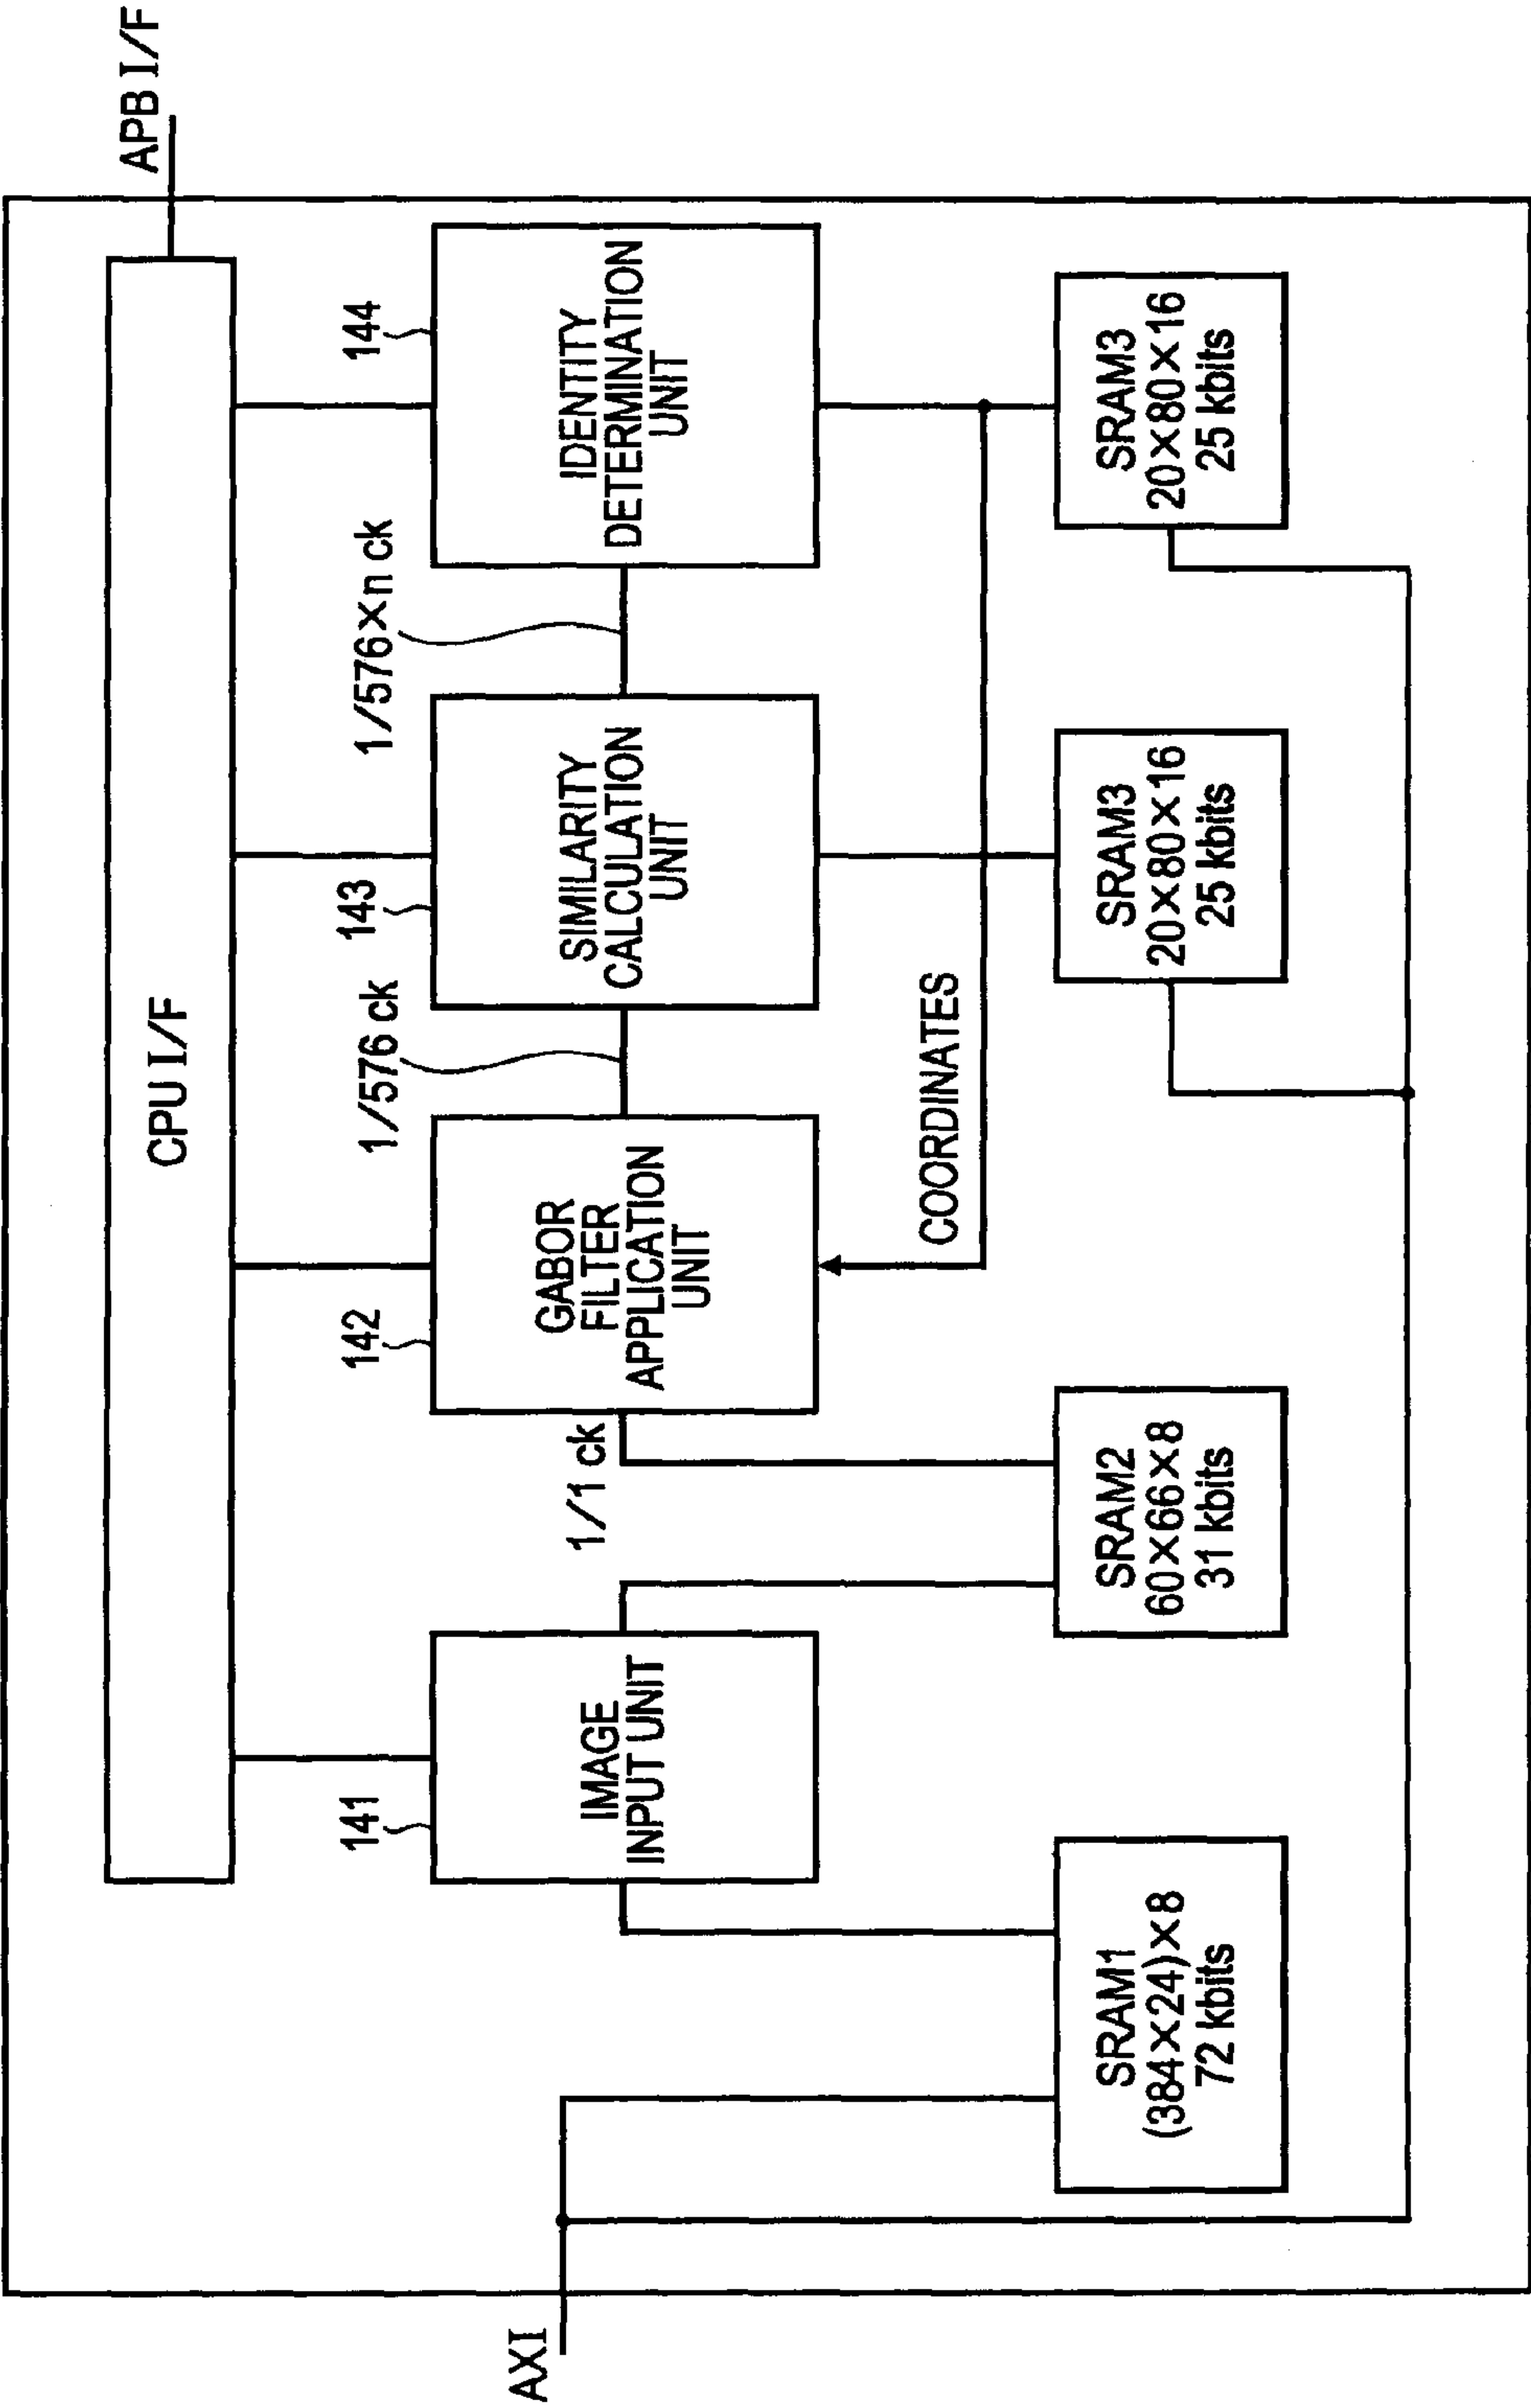 APB I/F
CPU I/F
141
142
143
144
1/576 ck
1/576×n ck
IMAGE
INPUT UNIT
1/1 ck
GABOR
FILTER
APPLICATION
UNIT
SIMILARITY
CALCULATION
UNIT
IDENTITY
DETERMINATION
UNIT
AXI
COORDINATES
SRAM1
(384×24)×8
72 kbits
SRAM2
60×66×8
31 kbits
SRAM3
20×80×16
25 kbits
SRAM3
20×80×16
25 kbits